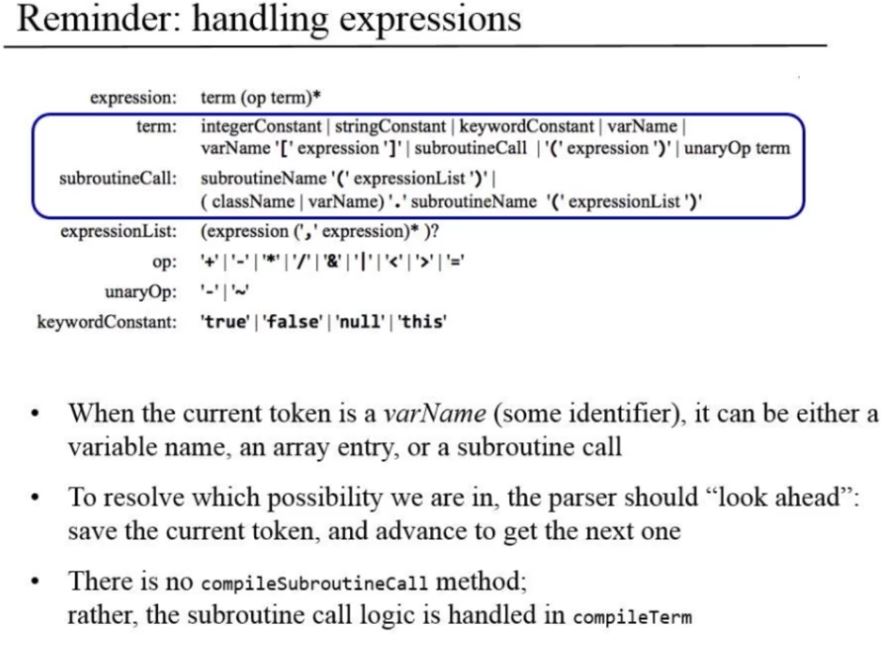 Reminder: handling expressions
expression: term (op term)*
term: integerConstant | stringConstant | keywordConstant | varName |
varName '[' expression ']' | subroutineCall | '(' expression ')' | unaryOp term
subroutineCall: subroutineName '(' expressionList ')' |
( className | varName) '.' subroutineName '(' expressionList ')'
expressionList: (expression (',' expression)* )?
op: '+' | '-' | '*' | '/' | '&' | '|' | '<' | '>' | '='
unaryOp: '-' | '~'
keywordConstant: 'true' | 'false' | 'null' | 'this'
• When the current token is a varName (some identifier), it can be either a
variable name, an array entry, or a subroutine call
• To resolve which possibility we are in, the parser should “look ahead”:
save the current token, and advance to get the next one
• There is no compileSubroutineCall method;
rather, the subroutine call logic is handled in compileTerm